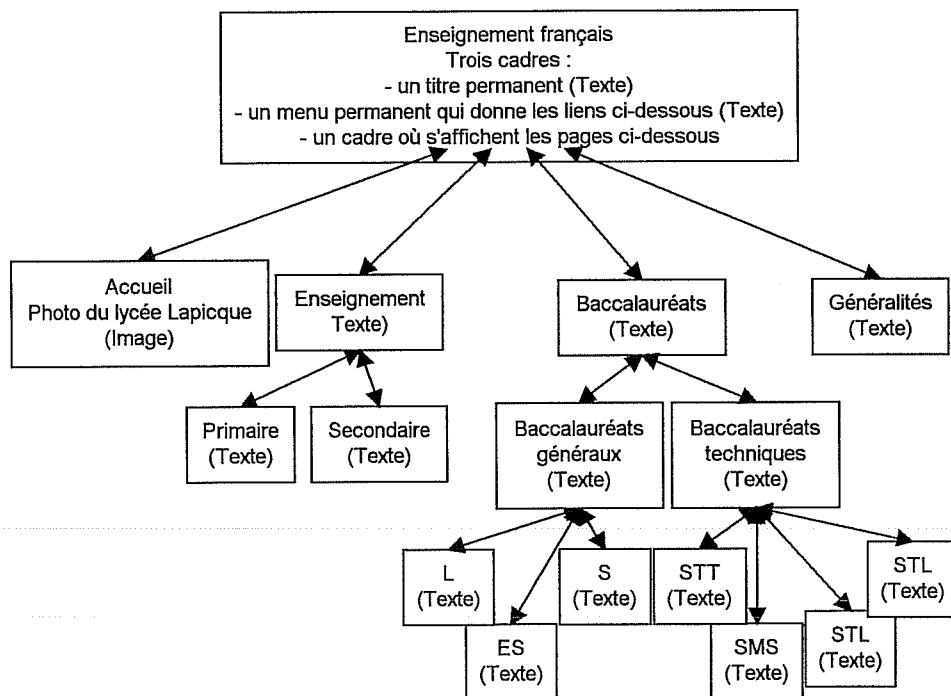 Enseignement français
Trois cadres :
- un titre permanent (Texte)
- un menu permanent qui donne les liens ci-dessous (Texte)
- un cadre où s'affichent les pages ci-dessous
Accueil
Photo du lycée Lapicque
(Image)
Enseignement
Texte)
Baccalauréats
(Texte)
Généralités
(Texte)
Primaire
(Texte)
Secondaire
(Texte)
Baccalauréats
généraux
(Texte)
Baccalauréats
techniques
(Texte)
L
(Texte)
ES
(Texte)
S
(Texte)
STT
(Texte)
SMS
(Texte)
STL
(Texte)
STL
(Texte)